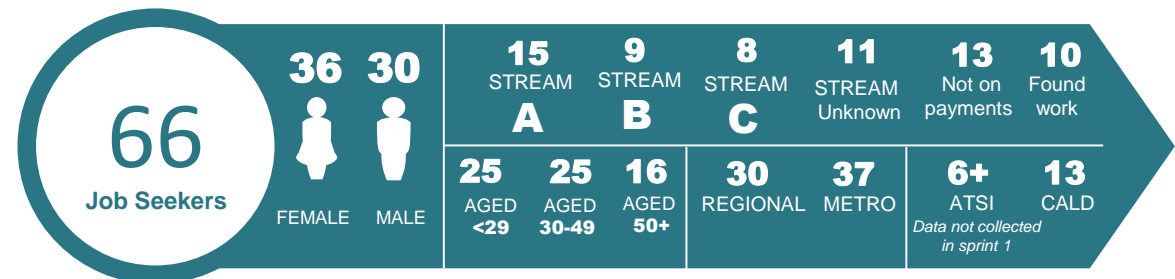 66
Job Seekers
36
FEMALE
30
MALE
15
STREAM
A
9
STREAM
B
8
STREAM
C
11
STREAM
Unknown
13
Not on
payments
10
Found
work
25
AGED
<29
25
AGED
30-49
16
AGED
50+
30
REGIONAL
37
METRO
6+
ATSI
Data not collected
in sprint 1
13
CALD